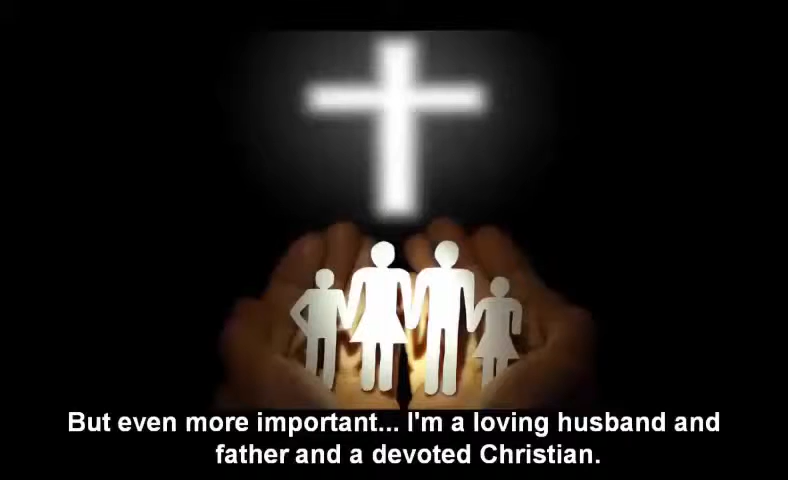 But even more important... I'm a loving husband and
father and a devoted Christian.